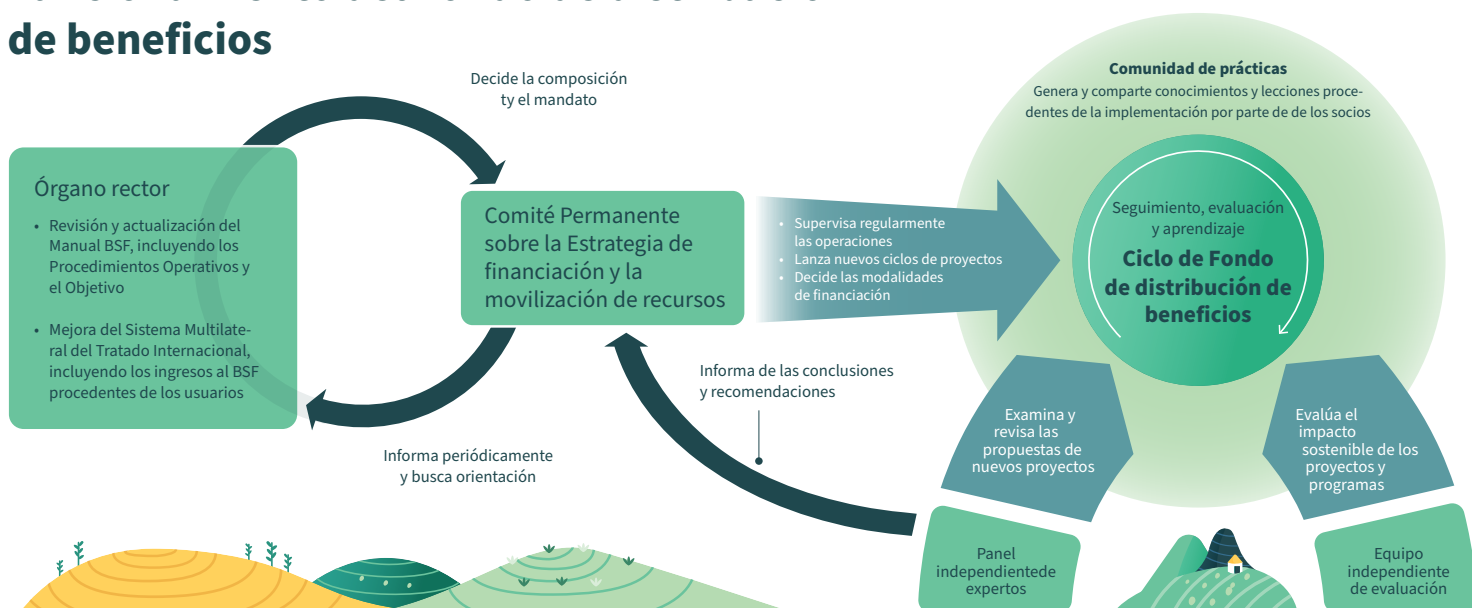 de beneficios
Decide la composición
ty el mandato
Órgano rector
• Revisión y actualización del
Manual BSF, incluyendo los
Procedimientos Operativos y
el Objetivo
• Mejora del Sistema Multilate-
ral del Tratado Internacional,
incluyendo los ingresos al BSF
procedentes de los usuarios
Comité Permanente
sobre la Estrategia de
financiación y la
movilización de recursos
Informa periódicamente
y busca orientación
• Supervisa regularmente
las operaciones
• Lanza nuevos ciclos de proyectos
• Decide las modalidades
de financiación
Informa de las conclusiones
y recomendaciones
Comunidad de prácticas
Genera y comparte conocimientos y lecciones proce-
dentes de la implementación por parte de de los socios
Seguimiento, evaluación
y aprendizaje
Ciclo de Fondo
de distribución de
beneficios
Examina y
revisa las
propuestas de
nuevos proyectos
Evalúa el
impacto
sostenible de los
proyectos y
programas
Panel
independientede
expertos
Equipo
independiente
de evaluación